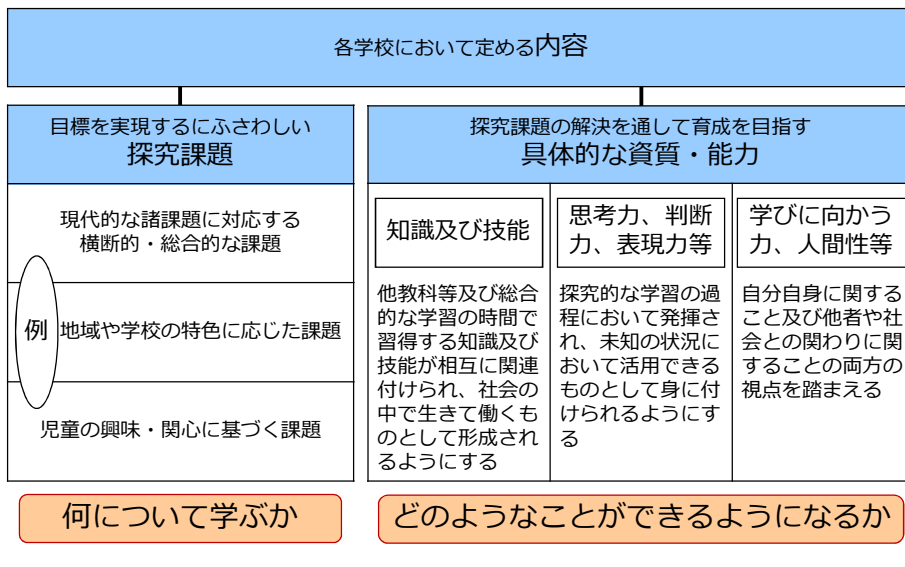 各学校において定める内容
目標を実現するにふさわしい
探究課題
探究課題の解決を通して育成を目指す
具体的な資質・能力
現代的な諸課題に対応する
横断的・総合的な課題
例
地域や学校の特色に応じた課題
児童の興味・関心に基づく課題
知識及び技能
他教科等及び総合
的な学習の時間で
習得する知識及び
技能が相互に関連
付けられ、社会の
中で生きて働くも
のとして形成され
るようにする
思考力、判断
力、表現力等
探究的な学習の過
程において発揮さ
れ、未知の状況に
おいて活用できる
ものとして身に付
けられるようにす
る
学びに向かう
力、人間性等
自分自身に関する
こと及び他者や社
会との関わりに関
することの両方の
視点を踏まえる
何について学ぶか
どのようなことができるようになるか